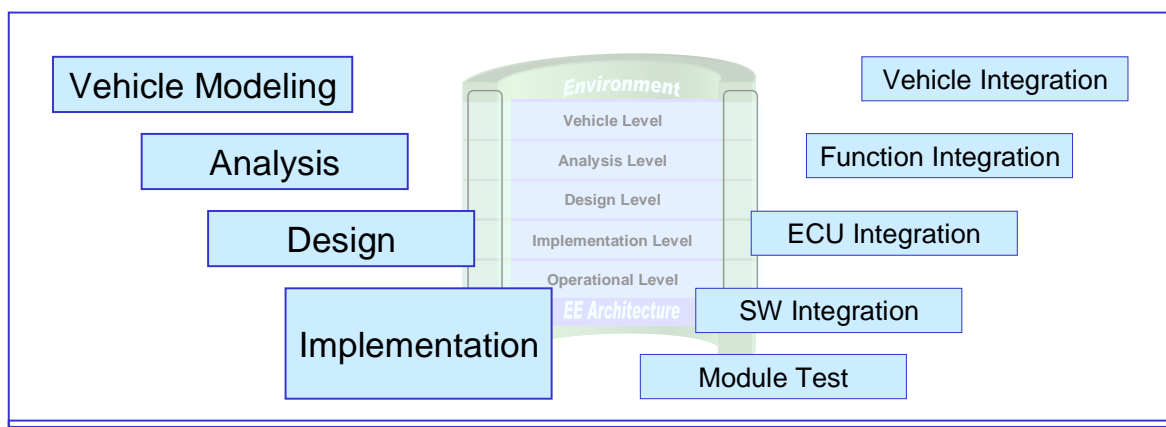 Vehicle Modeling
Analysis
Design
Implementation
Environment
Vehicle Level
Analysis Level
Design Level
Implementation Level
Operational Level
EE Architecture
Vehicle Integration
Function Integration
ECU Integration
SW Integration
Module Test